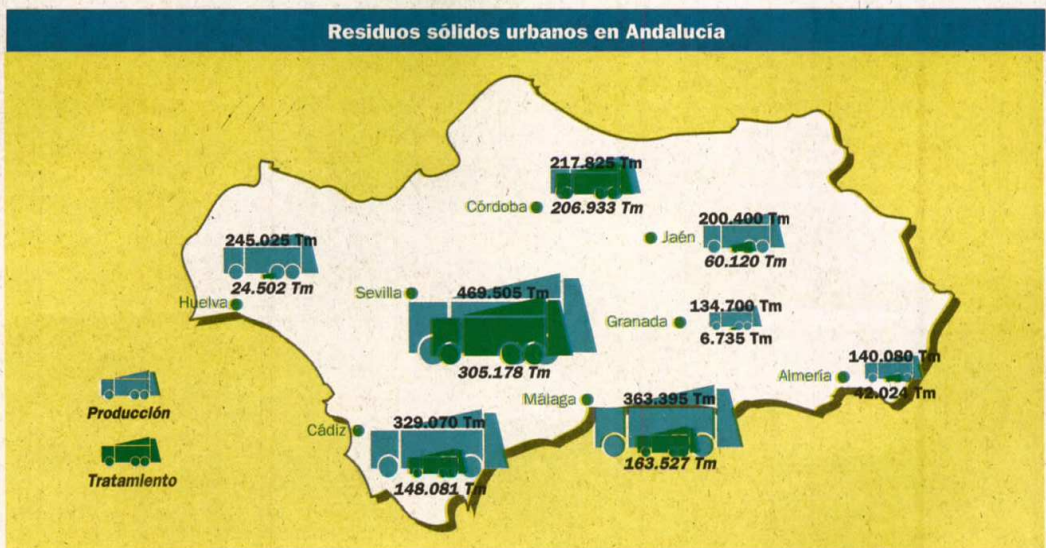 Residuos sólidos urbanos en Andalucía
217.825 Tm
Córdoba
206.933 Tm
200.400 Tm
Jaén
60.120 Tm
245.025 Tm
24.502 Tm
Huelva
Sevilla
469.505 Tm
305.178 Tm
134.700 Tm
Granada
6.735 Tm
140.080 Tm
Almería
42.024 Tm
Málaga
363.395 Tm
163.527 Tm
Cádiz
329.070 Tm
148.081 Tm
Producción
Tratamiento